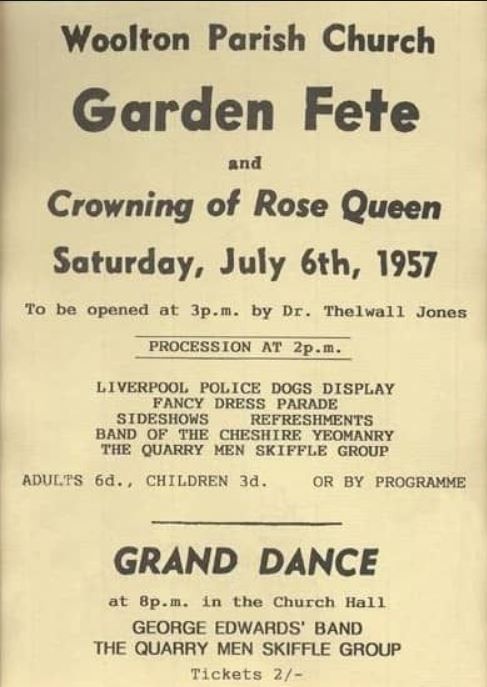 Woolton Parish Church
Garden Fete
and
Crowning of Rose Queen
Saturday, July 6th, 1957
To be opened at 3p.m. by Dr. Thelwall Jones
PROCESSION AT 2p.m.
LIVERPOOL POLICE DOGS DISPLAY
FANCY DRESS PARADE
SIDESHOWS REFRESHMENTS
BAND OF THE CHESHIRE YEOMANRY
THE QUARRY MEN SKIFFLE GROUP
ADULTS 6d., CHILDREN 3d. OR BY PROGRAMME
GRAND DANCE
at 8p.m. in the Church Hall
GEORGE EDWARDS' BAND
THE QUARRY MEN SKIFFLE GROUP
Tickets 2/-